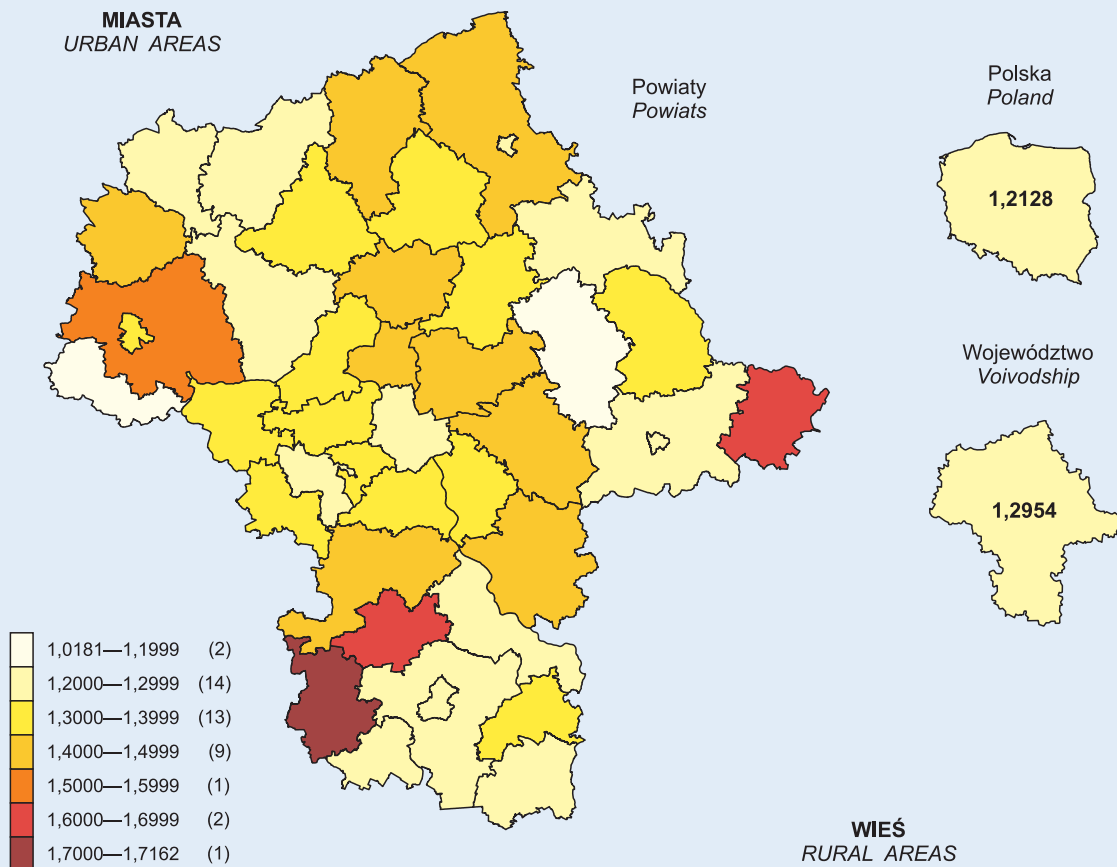 MIASTA
URBAN AREAS
Powiaty
Powiats
Polska
Poland
1,2128
Województwo
Voivodship
1,2954
1,0181—1,1999 (2)
1,2000—1,2999 (14)
1,3000—1,3999 (13)
1,4000—1,4999 (9)
1,5000—1,5999 (1)
1,6000—1,6999 (2)
1,7000—1,7162 (1)
WIEŚ
RURAL AREAS